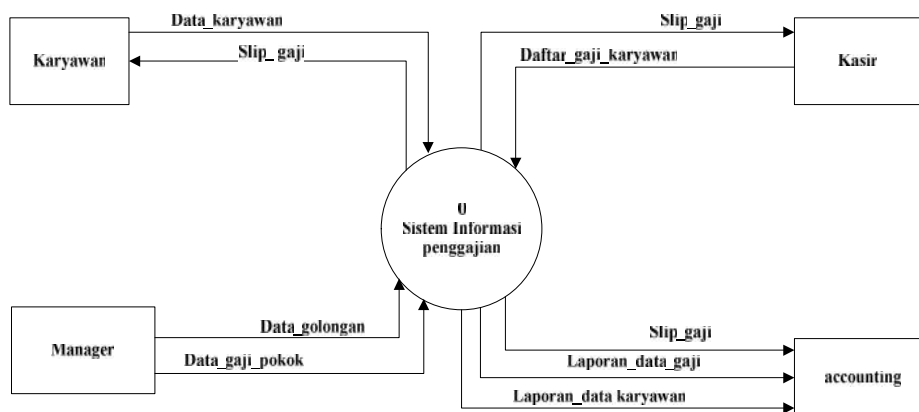 Data_karyawan
Slip_gaji
Karyawan
Slip_ gaji
Daftar_gaji_karyawan
Kasir
0
Sistem Informasi
penggajian
Manager
Data_golongan
Data_gaji_pokok
Slip_gaji
Laporan_data_gaji
Laporan_data karyawan
accounting